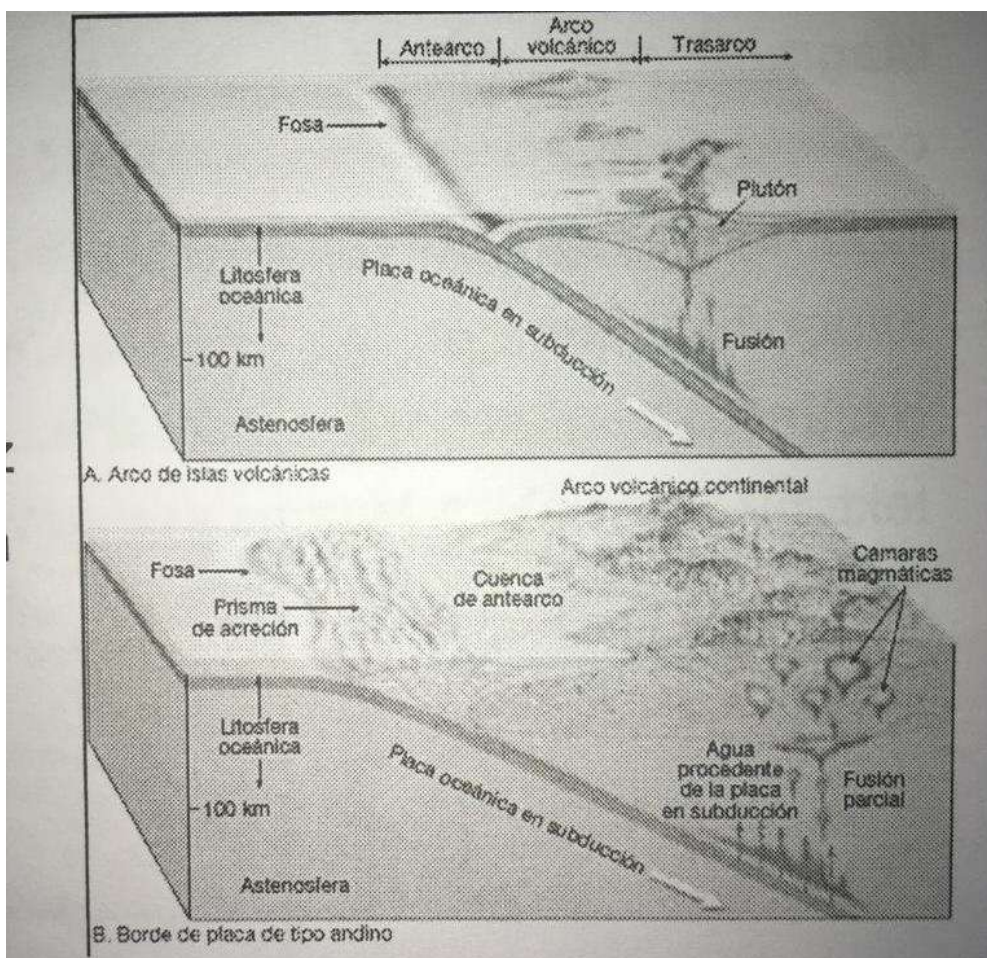 Antearco
Arco
volcánico
Trasarco
Fosa
Plutón
Litosfera
oceánica
Placa oceánica en subducción
Fusión
100 km
Astenosfera
A. Arco de islas volcánicas
Arco volcánico continental
Fosa
Cámaras
magmáticas
Cuenca
de antearco
Prisma
de acreción
Litosfera
oceánica
Placa oceánica en subducción
Agua
procedente
de la placa
en subducción
Fusión
parcial
100 km
Astenosfera
B. Borde de placa de tipo andino